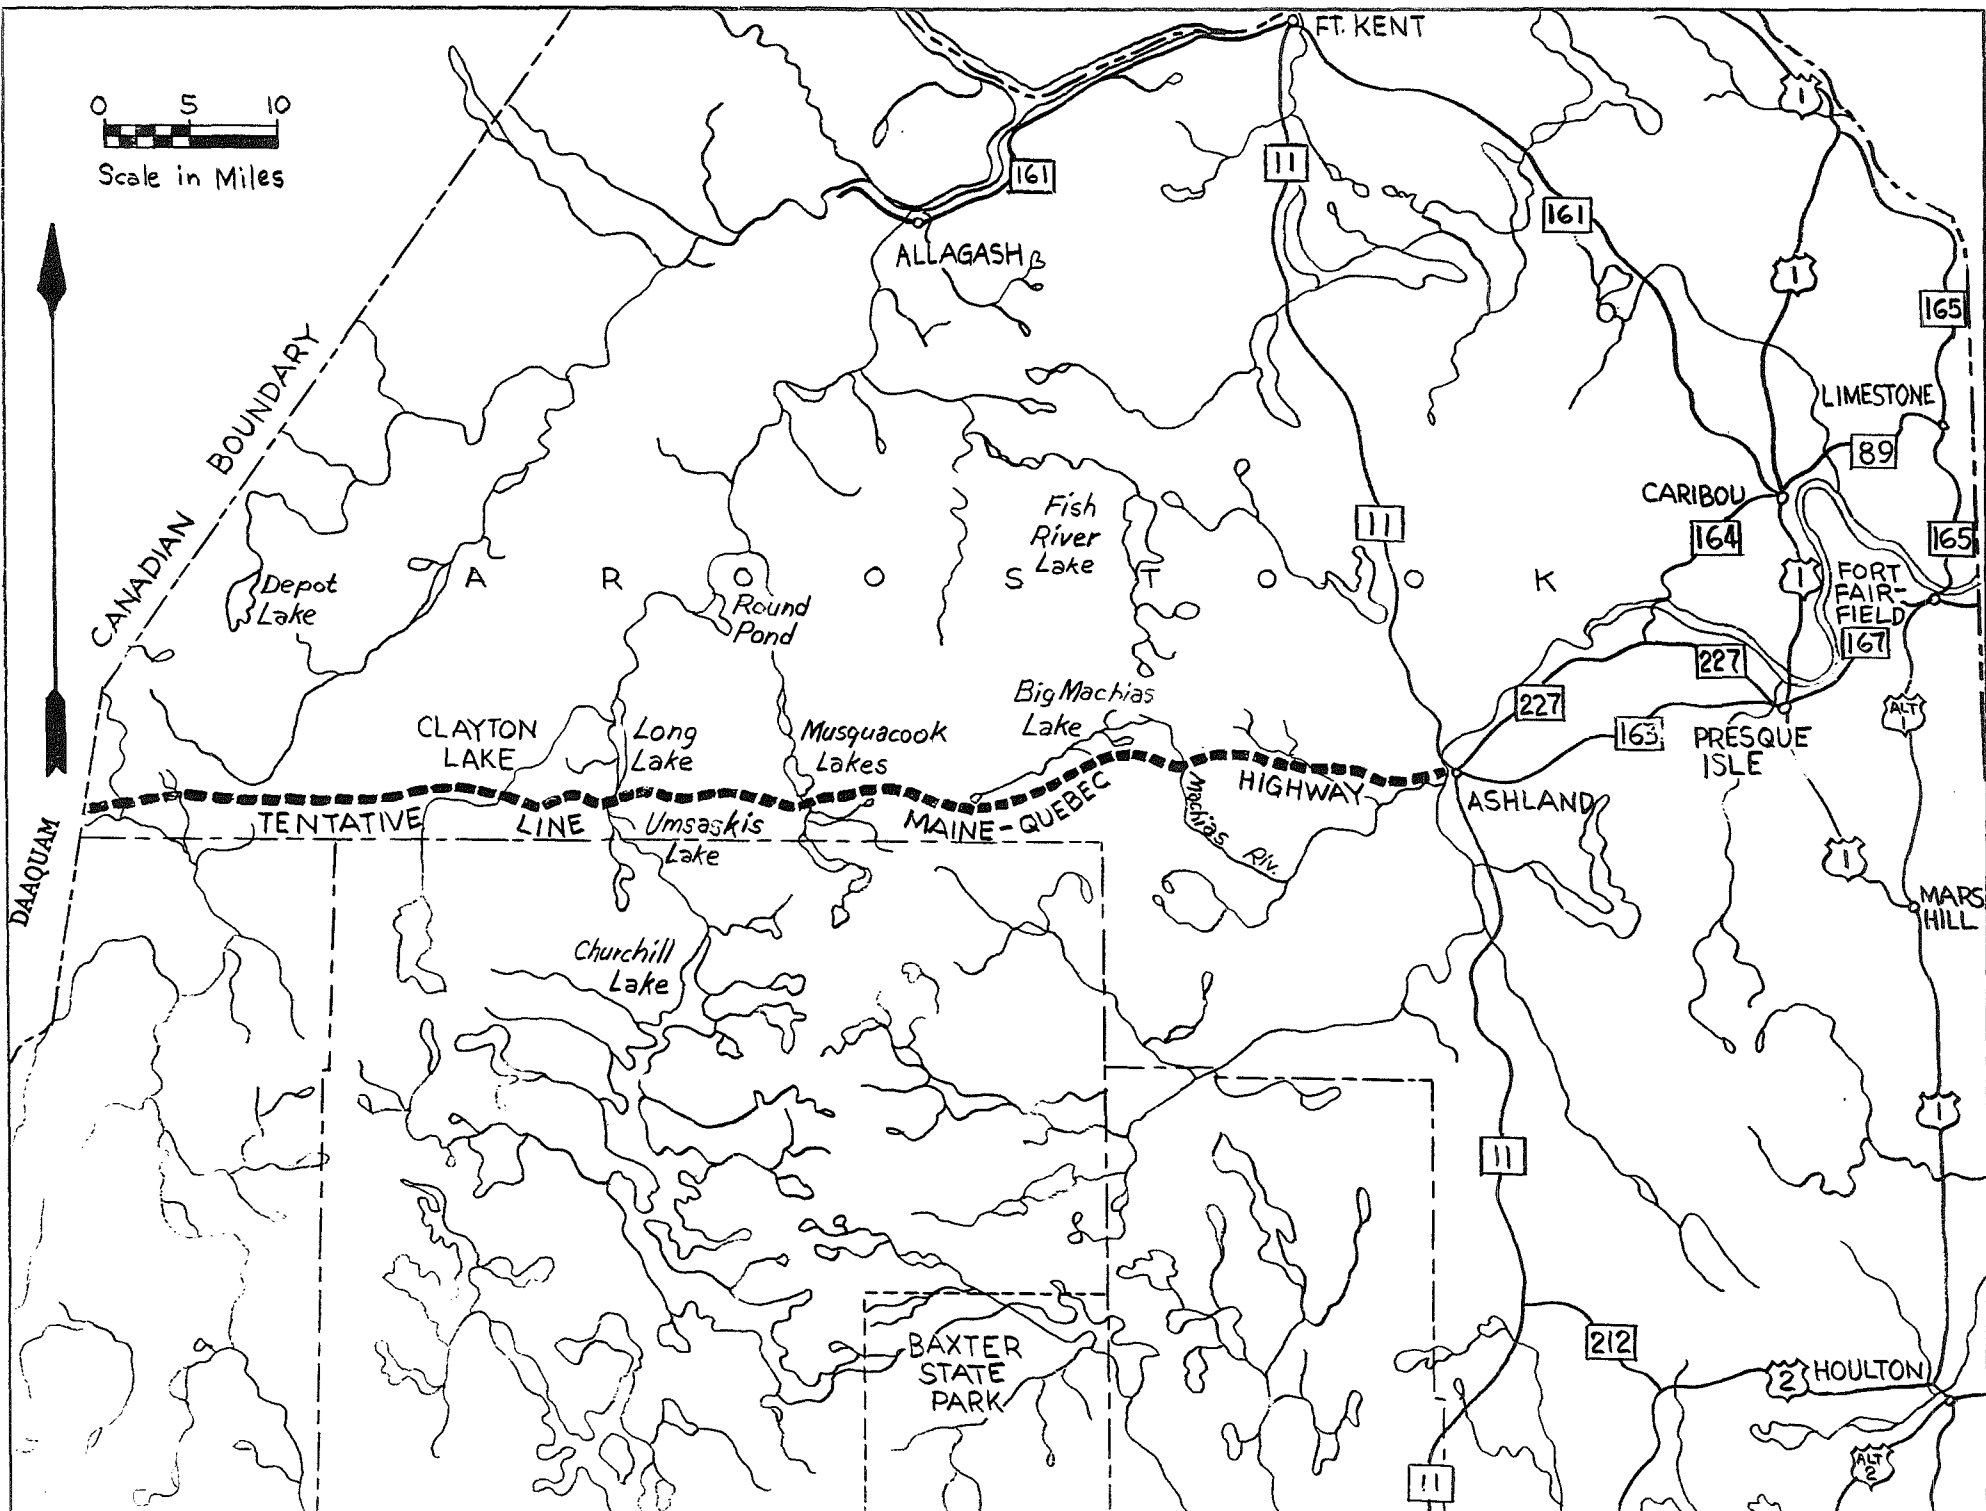 FT. KENT
1
0 5 10
Scale in Miles
11
161
161
ALLAGASH
1
165
CANADIAN BOUNDARY
LIMESTONE
89
CARIBOU
Fish
River
Lake
11
164
165
Depot
Lake
A R O O S T O O K
1
FORT
FAIR-
FIELD
Round
Pond
167
227
Big Machias
Lake
227
ALT
1
CLAYTON
LAKE
Long
Lake
Musquacook
Lakes
163
PRESQUE
ISLE
TENTATIVE LINE MAINE-QUEBEC HIGHWAY
ASHLAND
Umsaskis
Lake
Machias Riv.
DAAQUAM
1
MARS
HILL
Churchill
Lake
1
11
BAXTER
STATE
PARK
212
2
HOULTON
11
ALT
2